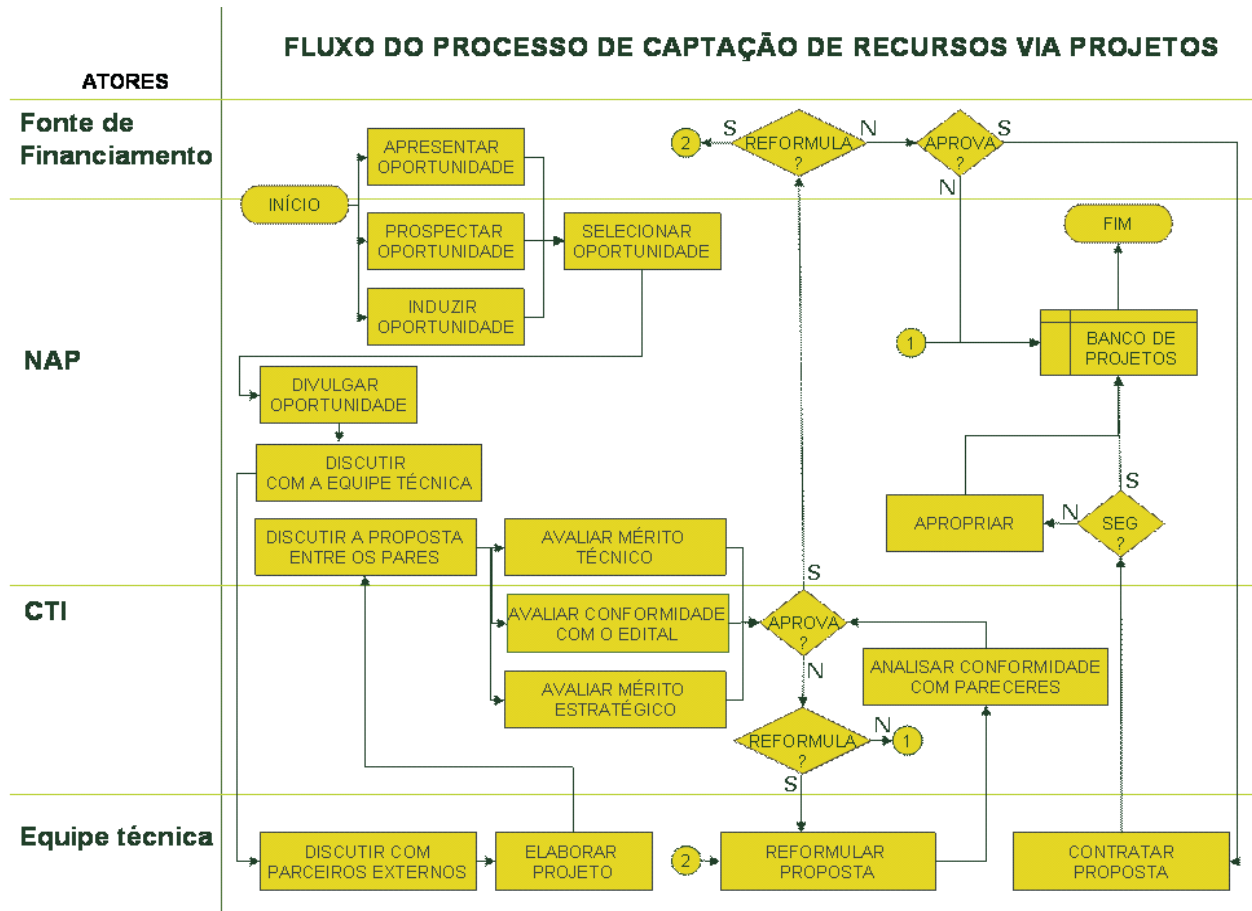 FLUXO DO PROCESSO DE CAPTAÇÃO DE RECURSOS VIA PROJETOS
ATORES
Fonte de
Financiamento
APRESENTAR
OPORTUNIDADE
2
S
REFORMULA
?
N
APROVA
?
S
N
INÍCIO
NAP
PROSPECTAR
OPORTUNIDADE
SELECIONAR
OPORTUNIDADE
FIM
INDUZIR
OPORTUNIDADE
1
BANCO DE
PROJETOS
DIVULGAR
OPORTUNIDADE
DISCUTIR
COM A EQUIPE TÉCNICA
S
APROPRIAR
N
SEG
?
DISCUTIR A PROPOSTA
ENTRE OS PARES
AVALIAR MÉRITO
TÉCNICO
S
CTI
AVALIAR CONFORMIDADE
COM O EDITAL
APROVA
?
N
ANALISAR CONFORMIDADE
COM PARECERES
AVALIAR MÉRITO
ESTRATÉGICO
REFORMULA
?
N
1
S
Equipe técnica
DISCUTIR COM
PARCEIROS EXTERNOS
ELABORAR
PROJETO
2
REFORMULAR
PROPOSTA
CONTRATAR
PROPOSTA